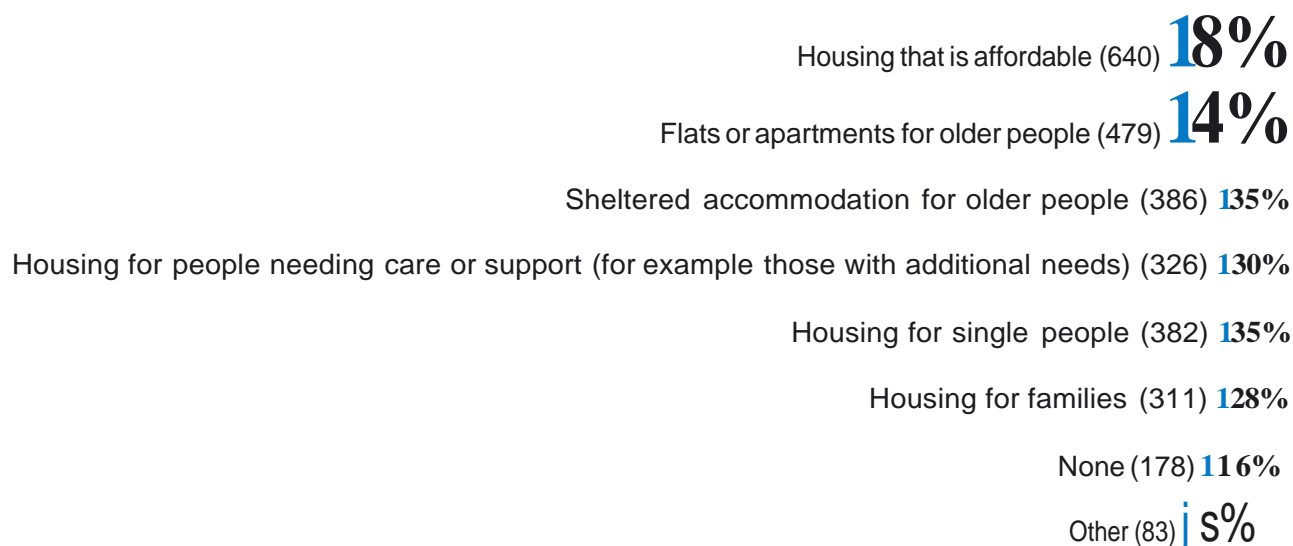 Housing that is affordable (640) 18%
Flats or apartments for older people (479) 14%
Sheltered accommodation for older people (386) 135%
Housing for people needing care or support (for example those with additional needs) (326) 130%
Housing for single people (382) 135%
Housing for families (311) 128%
None (178) 116%
Other (83) j s%